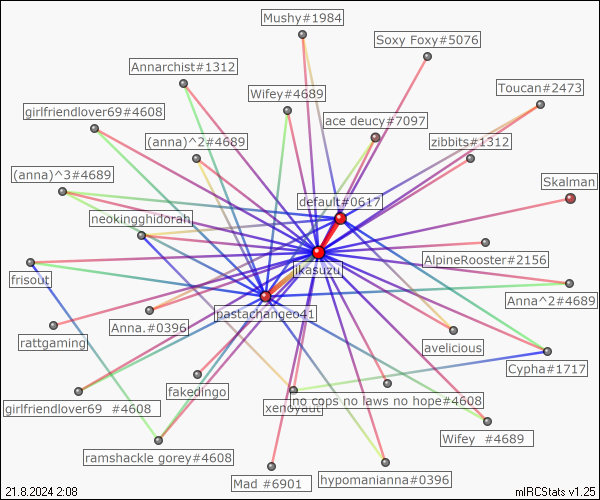 Mushy#1984
Soxy Foxy#5076
Annarchist#1312
Toucan#2473
Wifey#4689
girlfriendlover69#4608
ace deucy#7097
(anna)^2#4689
zibbits#1312
(anna)^3#4689
Skalman
default#0617
neokingghidorah
AlpineRooster#2156
jikasuzu
frisout
Anna^2#4689
pastachangeo41
Anna.#0396
rattgaming
avelicious
Cypha#1717
fakedingo
no cops no laws no hope#4608
girlfriendlover69 #4608
xenoyaut
Wifey #4689
ramshackle gorey#4608
hypomanianna#0396
Mad #6901
21.8.2024 2:08
mIRCStats v1.25